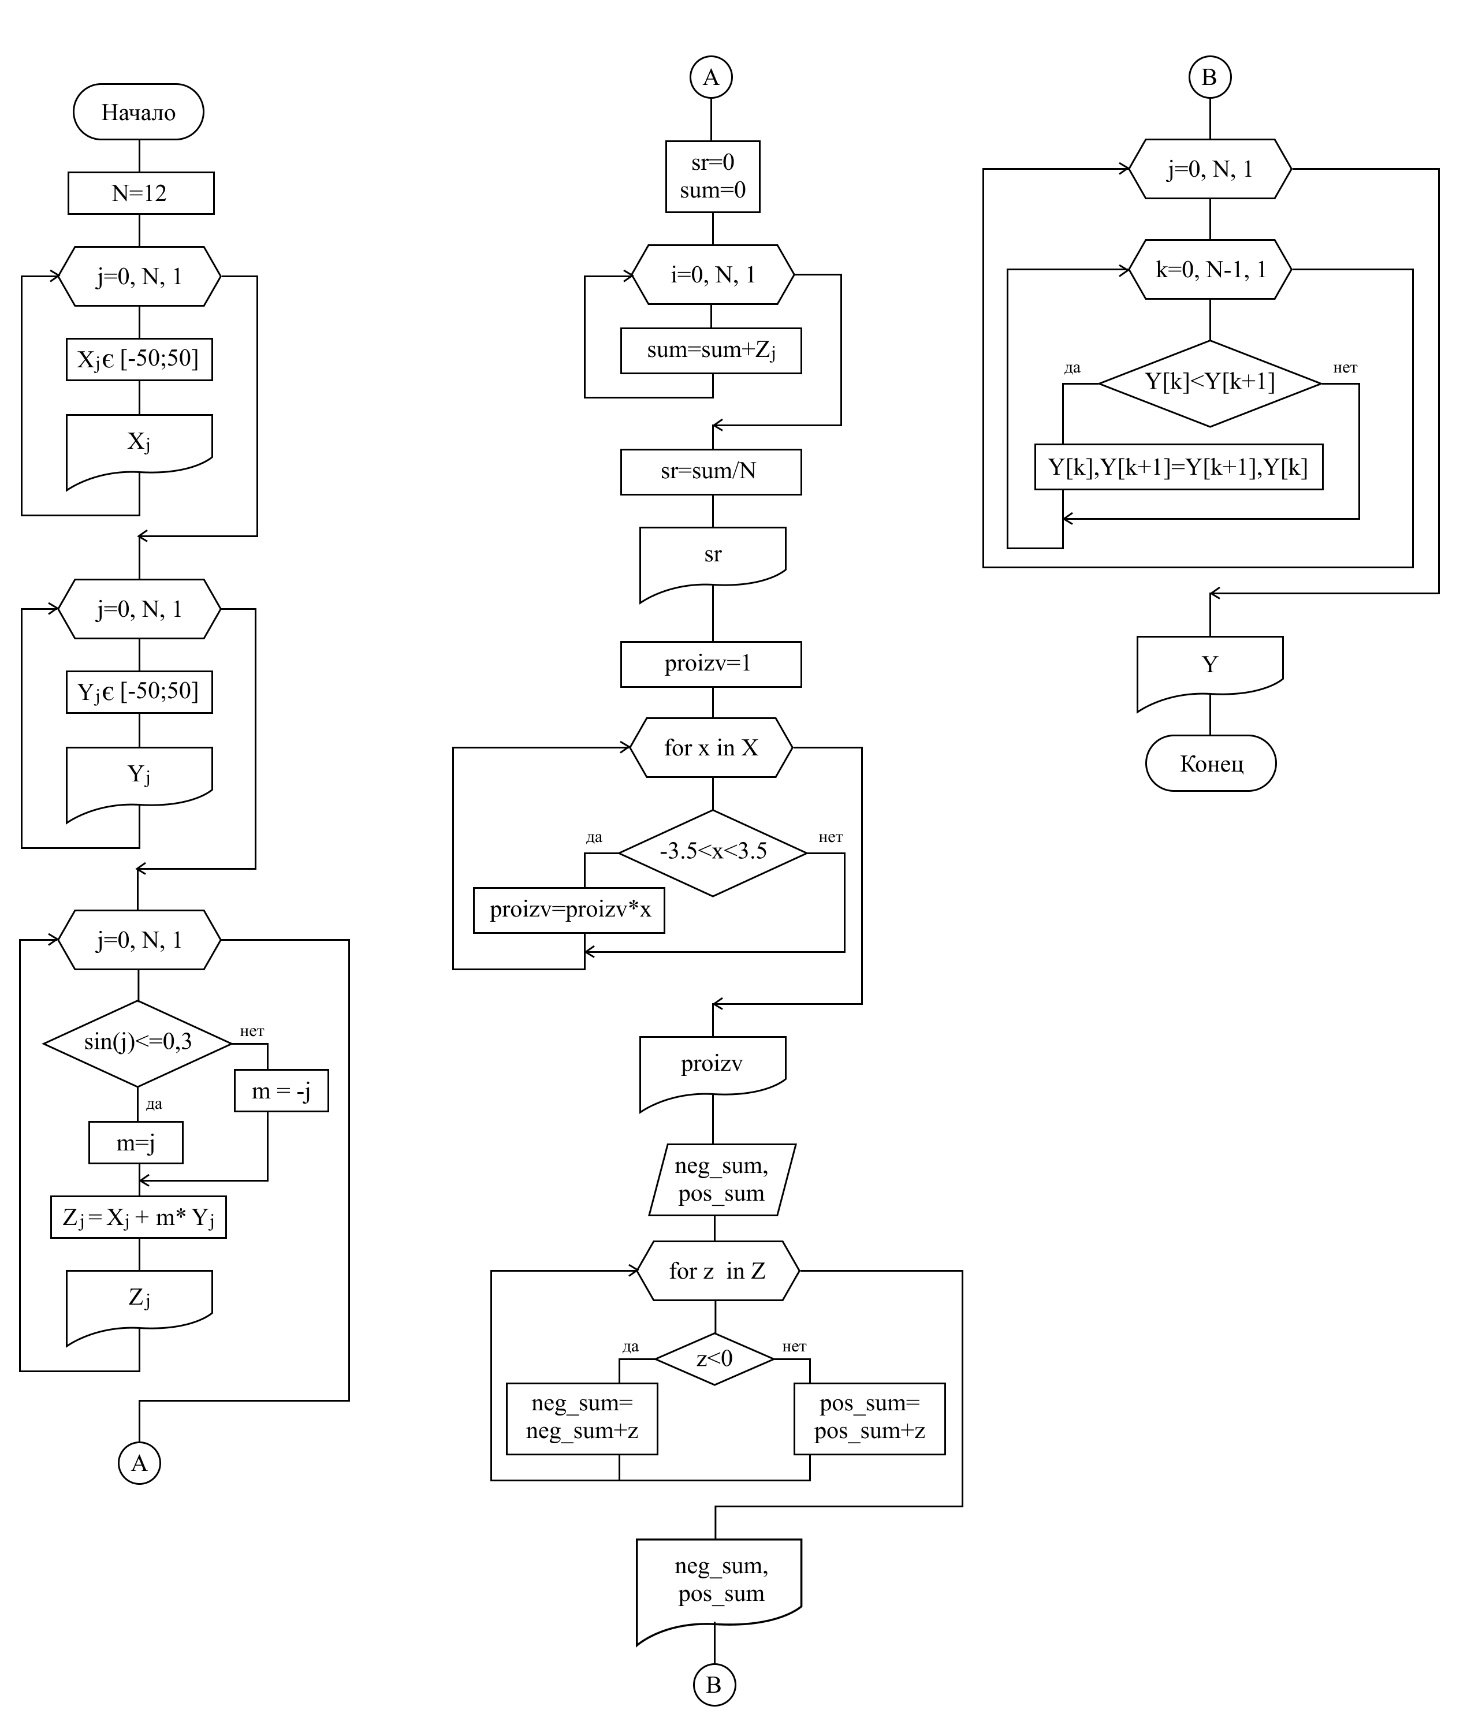 Начало
N=12
j=0, N, 1
Xjє [-50;50]
Xj
j=0, N, 1
Yjє [-50;50]
Yj
j=0, N, 1
sin(j)<=0,3
нет
m = -j
да
m=j
Zj = Xj + m* Yj
Zj
A
A
sr=0
sum=0
i=0, N, 1
sum=sum+Zj
sr=sum/N
sr
proizv=1
for x in X
да
-3.5<x<3.5
нет
proizv=proizv*x
proizv
neg_sum,
pos_sum
for z in Z
да
z<0
нет
neg_sum=
neg_sum+z
pos_sum=
pos_sum+z
neg_sum,
pos_sum
B
B
j=0, N, 1
k=0, N-1, 1
да
Y[k]<Y[k+1]
нет
Y[k],Y[k+1]=Y[k+1],Y[k]
Y
Конец